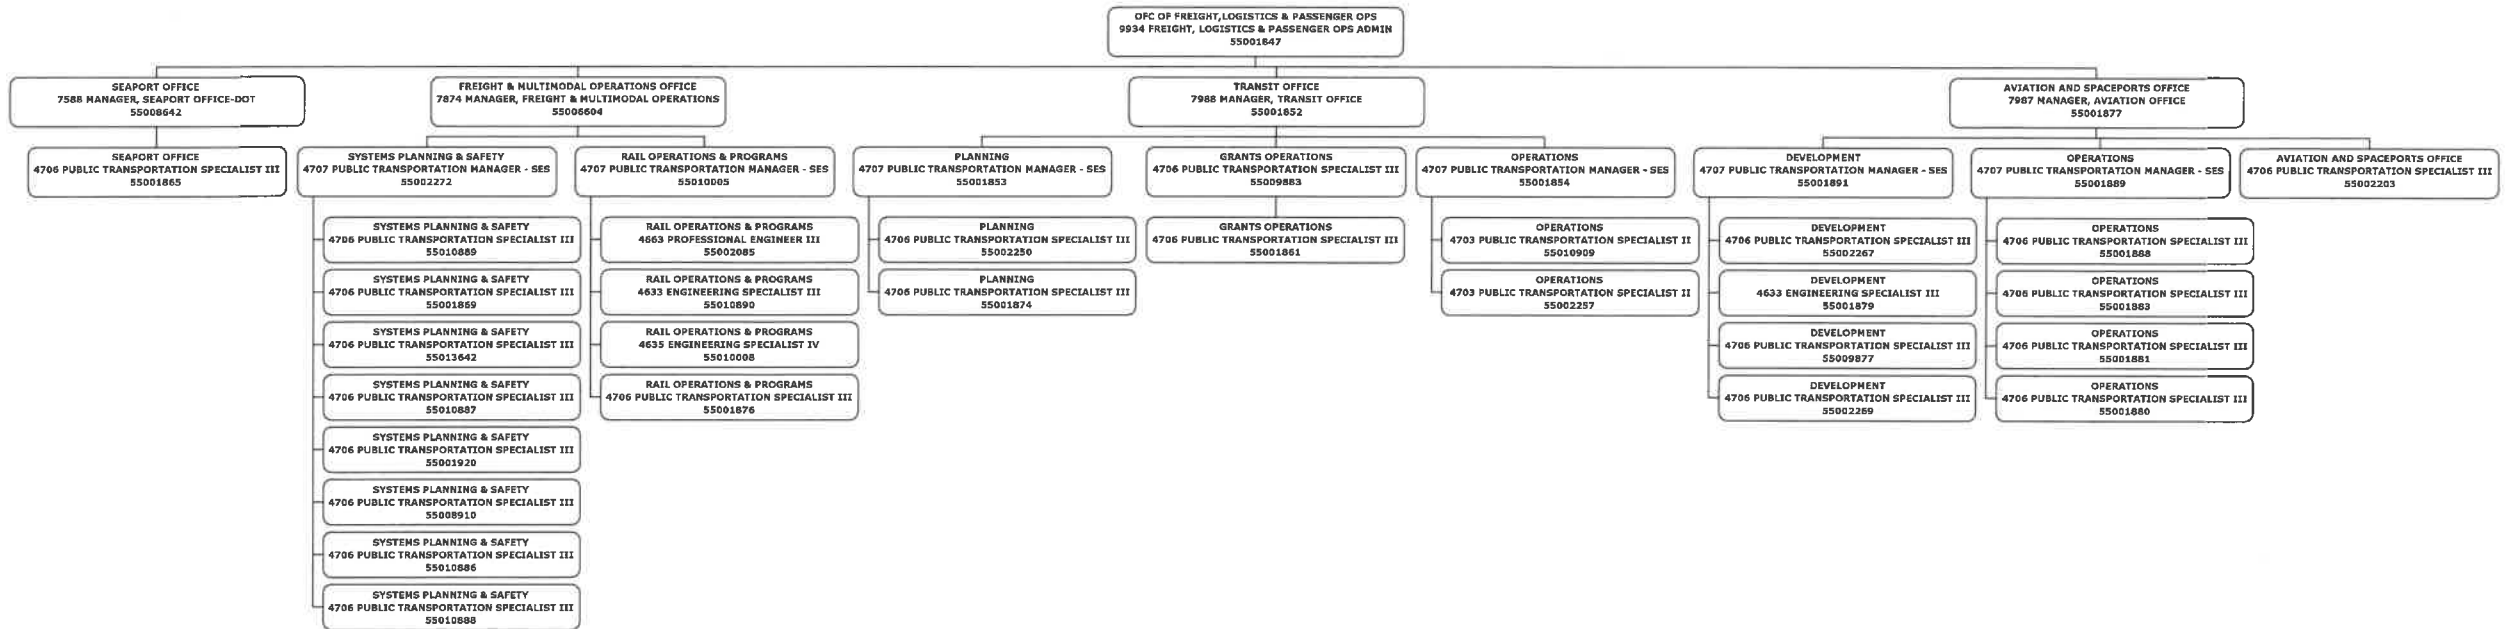 OFC OF FREIGHT,LOGISTICS & PASSENGER OPS
9934 FREIGHT, LOGISTICS & PASSENGER OPS ADMIN
55001847
SEAPORT OFFICE
7588 MANAGER, SEAPORT OFFICE-DOT
55008642
FREIGHT & MULTIMODAL OPERATIONS OFFICE
7874 MANAGER, FREIGHT & MULTIMODAL OPERATIONS
55008604
TRANSIT OFFICE
7988 MANAGER, TRANSIT OFFICE
55001852
AVIATION AND SPACEPORTS OFFICE
7987 MANAGER, AVIATION OFFICE
55001877
SEAPORT OFFICE
4706 PUBLIC TRANSPORTATION SPECIALIST III
55001865
SYSTEMS PLANNING & SAFETY
4707 PUBLIC TRANSPORTATION MANAGER - SES
55002272
RAIL OPERATIONS & PROGRAMS
4707 PUBLIC TRANSPORTATION MANAGER - SES
55010005
PLANNING
4707 PUBLIC TRANSPORTATION MANAGER - SES
55001853
GRANTS OPERATIONS
4706 PUBLIC TRANSPORTATION SPECIALIST III
55009883
OPERATIONS
4707 PUBLIC TRANSPORTATION MANAGER - SES
55001854
DEVELOPMENT
4707 PUBLIC TRANSPORTATION MANAGER - SES
55001891
OPERATIONS
4707 PUBLIC TRANSPORTATION MANAGER - SES
55001889
AVIATION AND SPACEPORTS OFFICE
4706 PUBLIC TRANSPORTATION SPECIALIST III
55002203
SYSTEMS PLANNING & SAFETY
4706 PUBLIC TRANSPORTATION SPECIALIST III
55010889
SYSTEMS PLANNING & SAFETY
4706 PUBLIC TRANSPORTATION SPECIALIST III
55001869
SYSTEMS PLANNING & SAFETY
4706 PUBLIC TRANSPORTATION SPECIALIST III
55013642
SYSTEMS PLANNING & SAFETY
4706 PUBLIC TRANSPORTATION SPECIALIST III
55010887
SYSTEMS PLANNING & SAFETY
4706 PUBLIC TRANSPORTATION SPECIALIST III
55001920
SYSTEMS PLANNING & SAFETY
4706 PUBLIC TRANSPORTATION SPECIALIST III
55008910
SYSTEMS PLANNING & SAFETY
4706 PUBLIC TRANSPORTATION SPECIALIST III
55010886
SYSTEMS PLANNING & SAFETY
4706 PUBLIC TRANSPORTATION SPECIALIST III
55010888
RAIL OPERATIONS & PROGRAMS
4663 PROFESSIONAL ENGINEER III
55002085
RAIL OPERATIONS & PROGRAMS
4633 ENGINEERING SPECIALIST III
55010890
RAIL OPERATIONS & PROGRAMS
4635 ENGINEERING SPECIALIST IV
55010008
RAIL OPERATIONS & PROGRAMS
4706 PUBLIC TRANSPORTATION SPECIALIST III
55001876
PLANNING
4706 PUBLIC TRANSPORTATION SPECIALIST III
55002250
PLANNING
4706 PUBLIC TRANSPORTATION SPECIALIST III
55001874
GRANTS OPERATIONS
4706 PUBLIC TRANSPORTATION SPECIALIST III
55001861
OPERATIONS
4703 PUBLIC TRANSPORTATION SPECIALIST II
55010909
OPERATIONS
4703 PUBLIC TRANSPORTATION SPECIALIST II
55002257
DEVELOPMENT
4706 PUBLIC TRANSPORTATION SPECIALIST III
55002267
DEVELOPMENT
4633 ENGINEERING SPECIALIST III
55001879
DEVELOPMENT
4706 PUBLIC TRANSPORTATION SPECIALIST III
55009877
DEVELOPMENT
4706 PUBLIC TRANSPORTATION SPECIALIST III
55002269
OPERATIONS
4706 PUBLIC TRANSPORTATION SPECIALIST III
55001888
OPERATIONS
4706 PUBLIC TRANSPORTATION SPECIALIST III
55001883
OPERATIONS
4706 PUBLIC TRANSPORTATION SPECIALIST III
55001881
OPERATIONS
4706 PUBLIC TRANSPORTATION SPECIALIST III
55001880